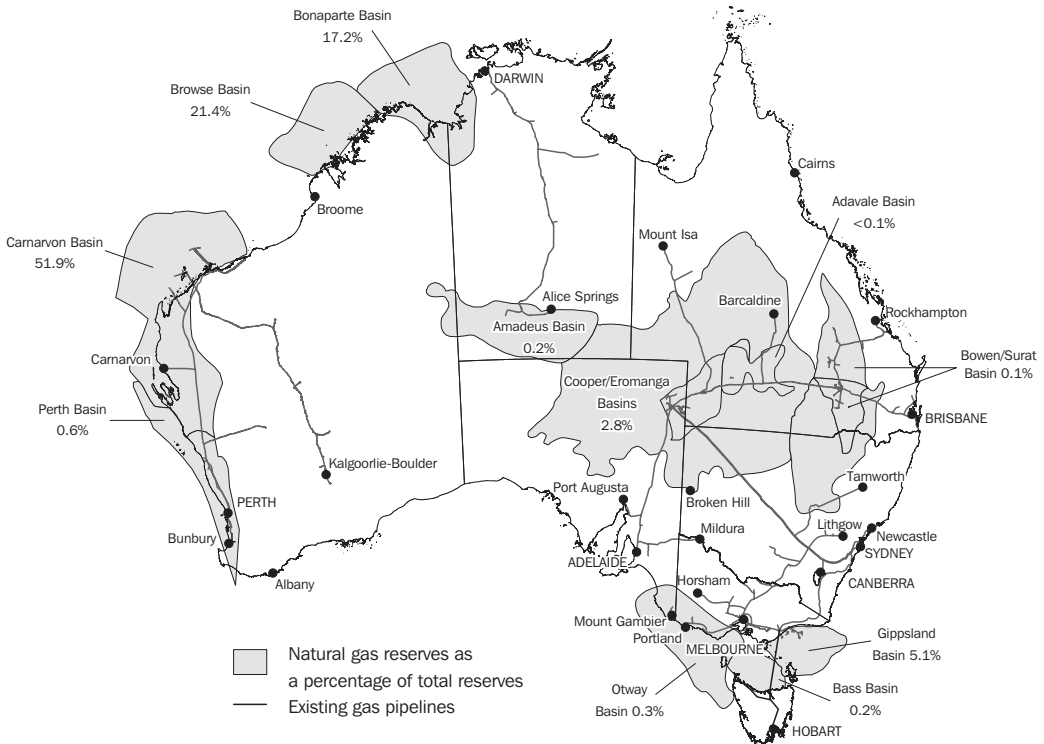 Bonaparte Basin
17.2%
DARWIN
Browse Basin
21.4%
Cairns
Broome
Adavale Basin
<0.1%
Carnarvon Basin
51.9%
Mount Isa
Alice Springs
Barcaldine
Rockhampton
Amadeus Basin
0.2%
Bowen/Surat
Basin 0.1%
Carnarvon
Cooper/Eromanga
Basins
2.8%
Perth Basin
0.6%
BRISBANE
Kalgoorlie-Boulder
Tamworth
Port Augusta
Broken Hill
PERTH
Mildura
Lithgow
Newcastle
Bunbury
SYDNEY
ADELAIDE
Albany
CANBERRA
Horsham
Mount Gambier
Portland
MELBOURNE
Gippsland
Basin 5.1%
Natural gas reserves as
a percentage of total reserves
Existing gas pipelines
Otway
Basin 0.3%
Bass Basin
0.2%
HOBART